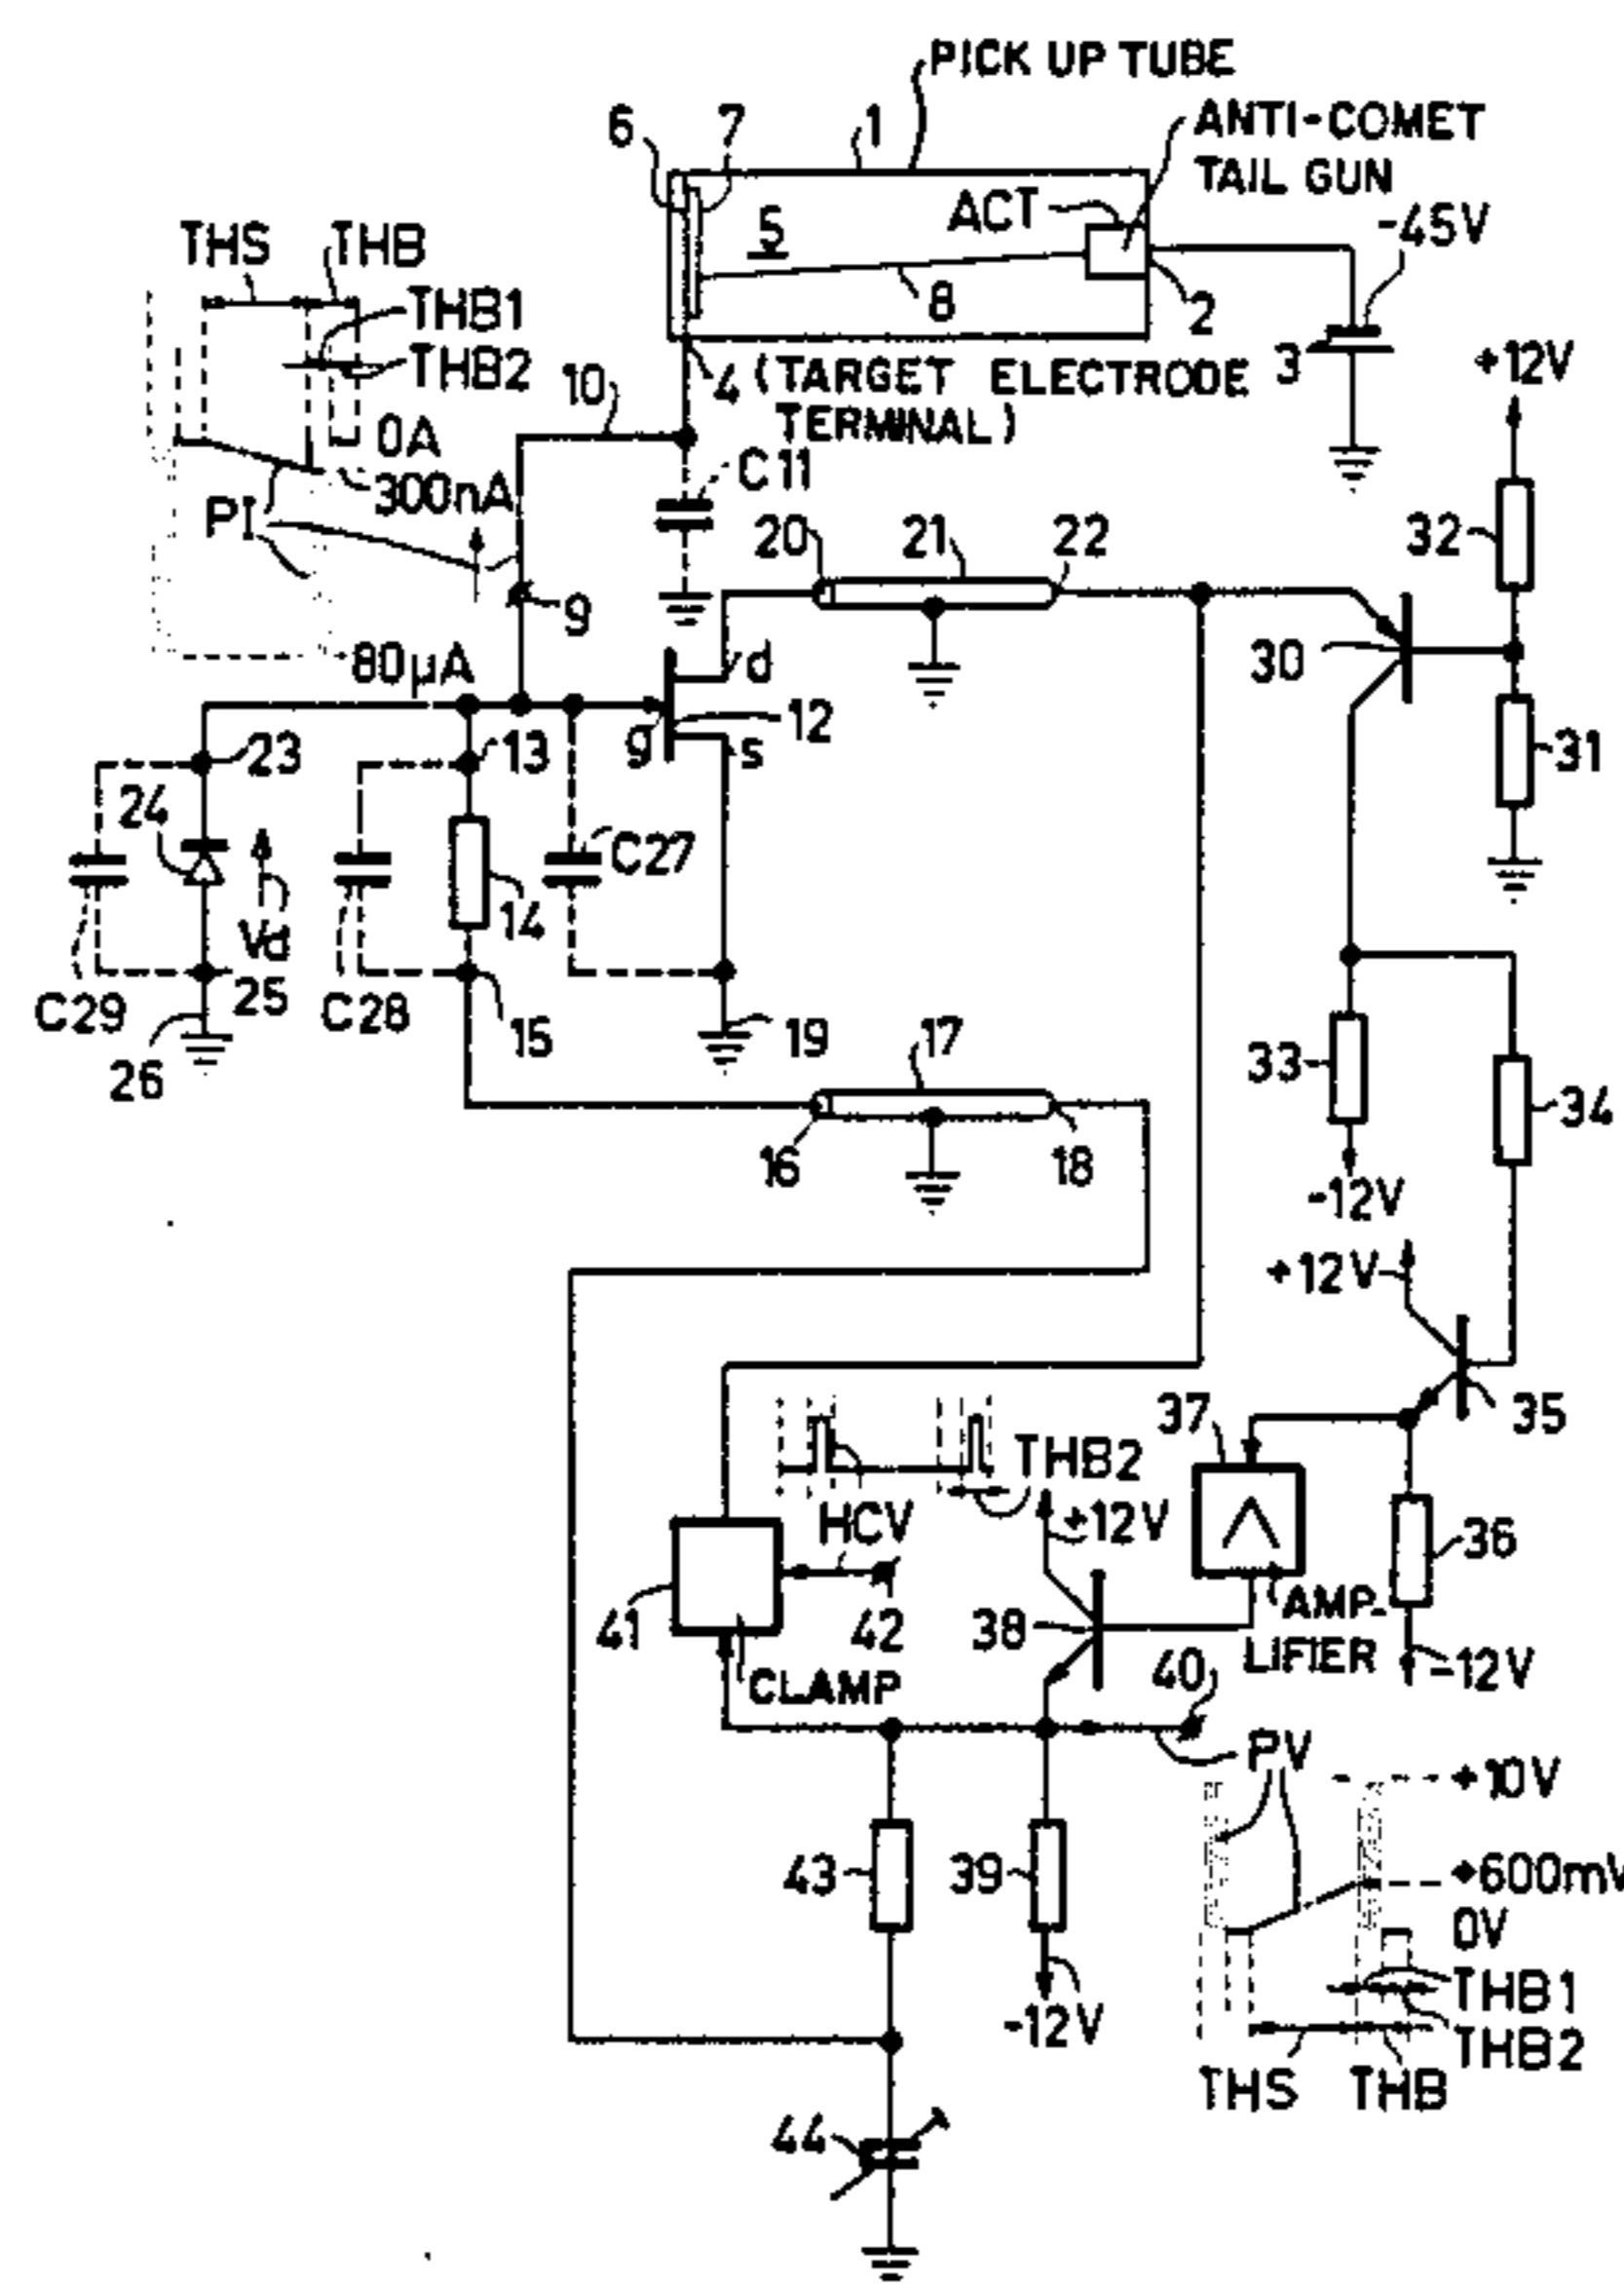 PICK UP TUBE
6 7 1
ANTI-COMET
TAIL GUN
ACT
5
8
2
-45V
3
THS THB
THB1
THB2
0A
300nA
PI
80μA
10
4 (TARGET ELECTRODE
TERMINAL)
C11
9
20 21 22
+12V
32
30
31
d
g
12
s
23
13
24
Vd
C27
14
C29
25
C28
15
19
26
17
16
18
33
34
-12V
+12V
35
37
THB2
+12V
HCV
36
41
42
38
AMP-
LIFIER
-12V
CLAMP
40
PV
+10V
43
39
+600mV
0V
THB1
THB2
-12V
THS THB
44